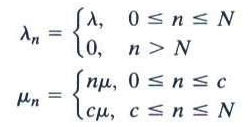 λₙ = { λ, 0 ≤ n ≤ N
0, n > N
μₙ = { nμ, 0 ≤ n ≤ c
cμ, c ≤ n ≤ N